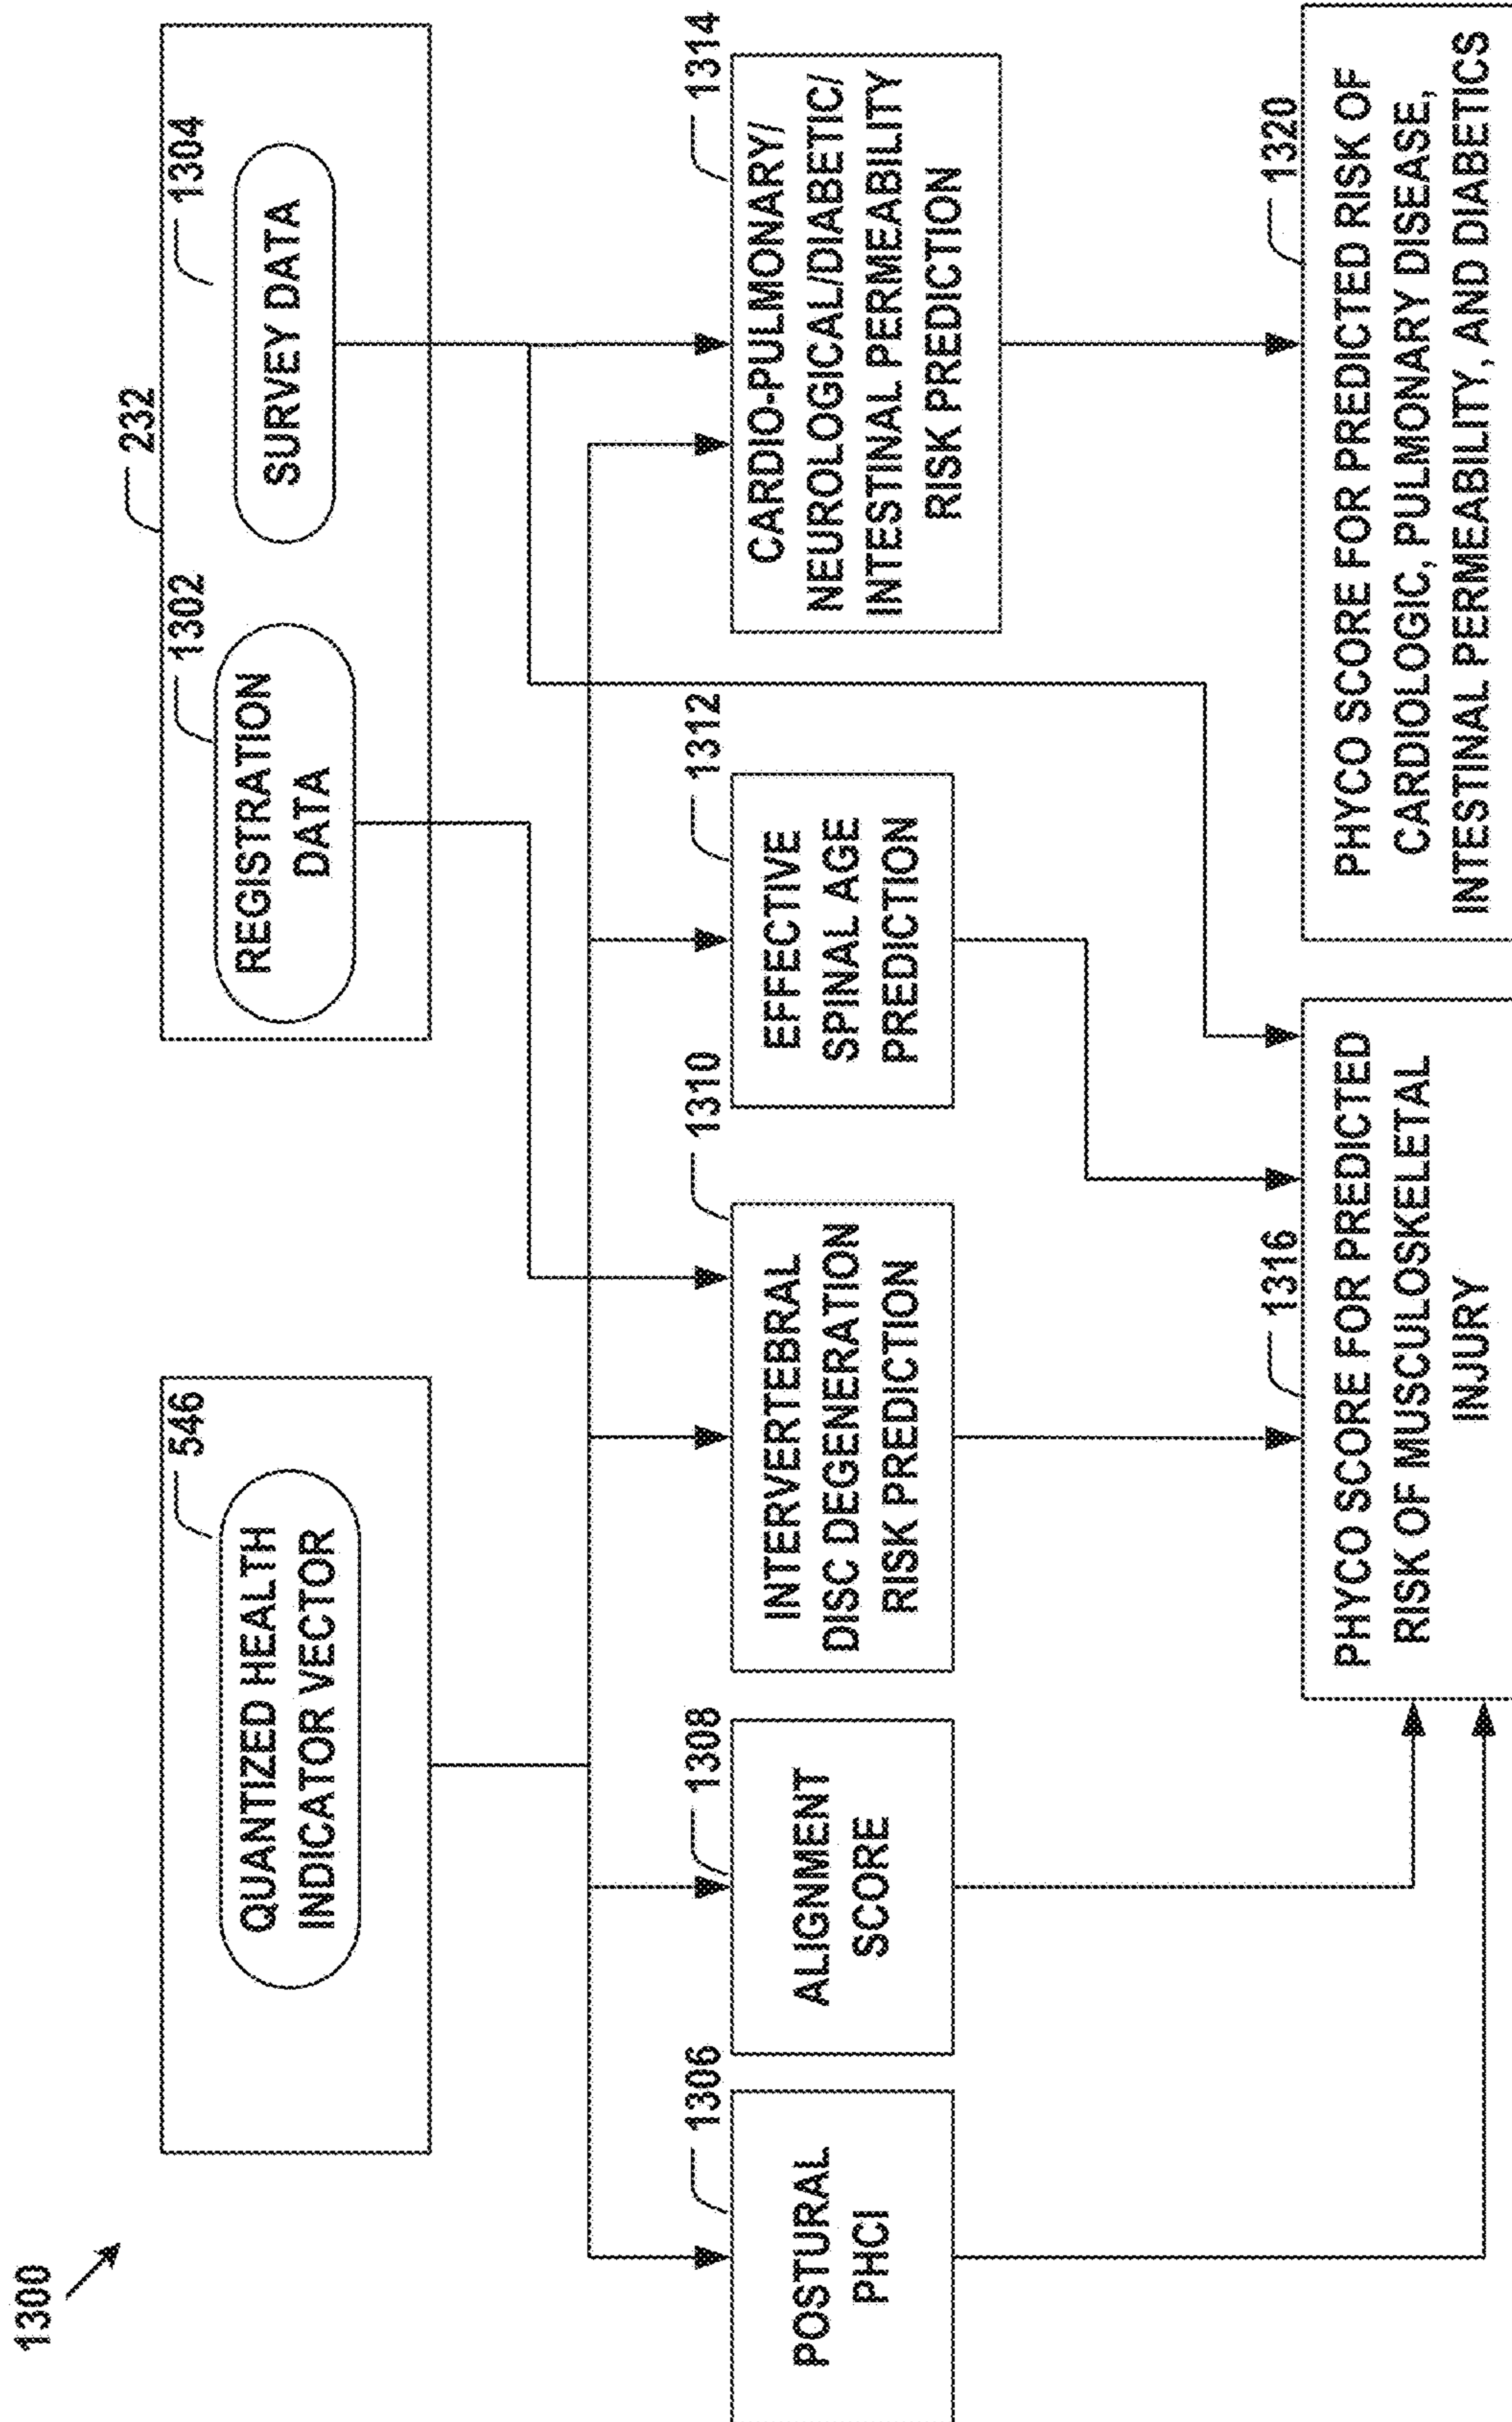 1300
546
QUANTIZED HEALTH
INDICATOR VECTOR
232
1302
REGISTRATION
DATA
1304
SURVEY DATA
1306
POSTURAL
PHCI
1308
ALIGNMENT
SCORE
1310
INTERVERTEBRAL
DISC DEGENERATION
RISK PREDICTION
1312
EFFECTIVE
SPINAL AGE
PREDICTION
1314
CARDIO-PULMONARY/
NEUROLOGICAL/DIABETIC/
INTESTINAL PERMEABILITY
RISK PREDICTION
1316
PHYCO SCORE FOR PREDICTED
RISK OF MUSCULOSKELETAL
INJURY
1320
PHYCO SCORE FOR PREDICTED RISK OF
CARDIOLOGIC, PULMONARY DISEASE,
INTESTINAL PERMEABILITY, AND DIABETICS